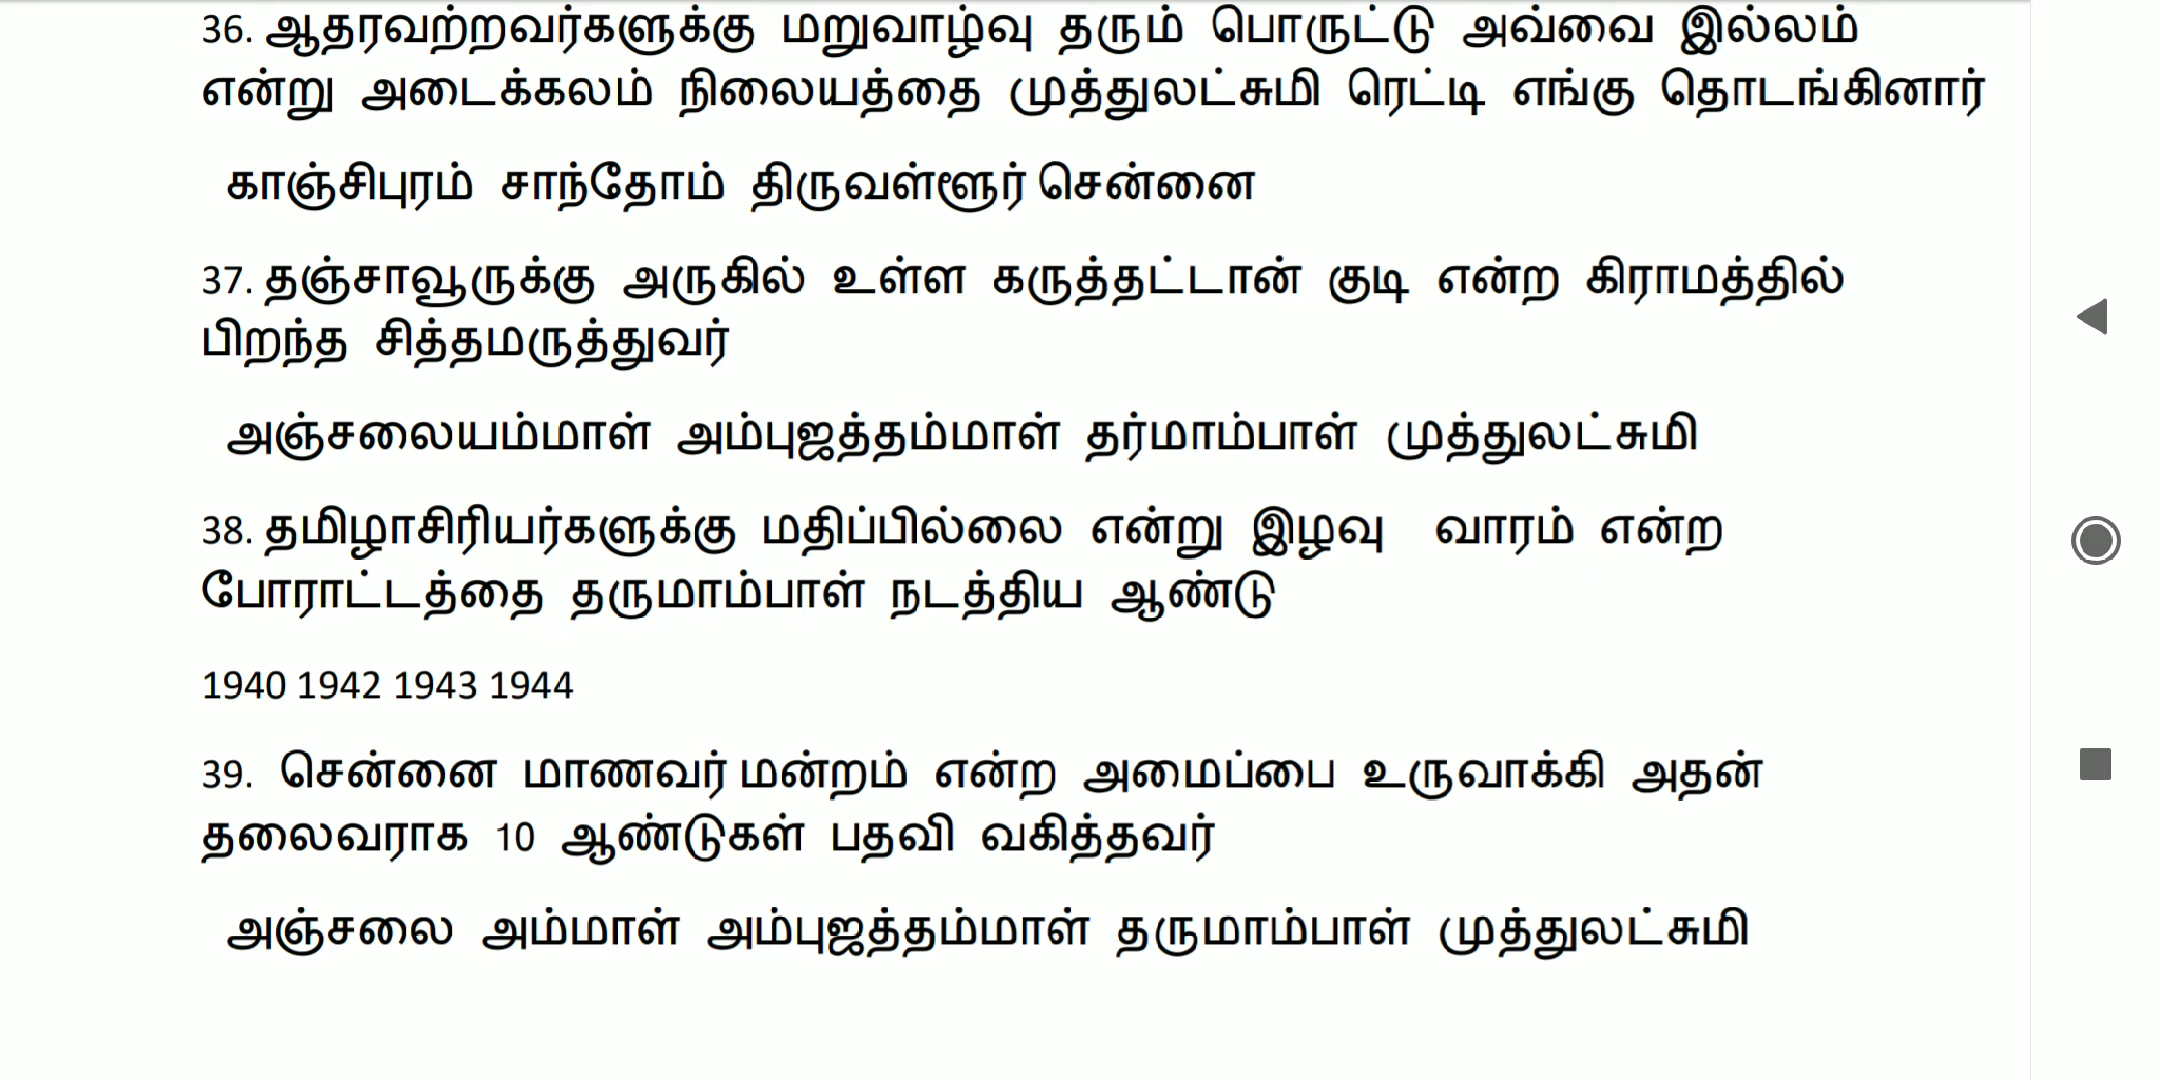 36. ஆதரவற்றவர்களுக்கு மறுவாழ்வு தரும் பொருட்டு அவ்வை இல்லம்
என்று அடைக்கலம் நிலையத்தை முத்துலட்சுமி ரெட்டி எங்கு தொடங்கினார்
காஞ்சிபுரம் சாந்தோம் திருவள்ளூர் சென்னை
37. தஞ்சாவூருக்கு அருகில் உள்ள கருத்தட்டான் குடி என்ற கிராமத்தில்
பிறந்த சித்தமருத்துவர்
அஞ்சலையம்மாள் அம்புஜத்தம்மாள் தர்மாம்பாள் முத்துலட்சுமி
38. தமிழாசிரியர்களுக்கு மதிப்பில்லை என்று இழவு வாரம் என்ற
போராட்டத்தை தருமாம்பாள் நடத்திய ஆண்டு
1940 1942 1943 1944
39. சென்னை மாணவர் மன்றம் என்ற அமைப்பை உருவாக்கி அதன்
தலைவராக 10 ஆண்டுகள் பதவி வகித்தவர்
அஞ்சலை அம்மாள் அம்புஜத்தம்மாள் தருமாம்பாள் முத்துலட்சுமி